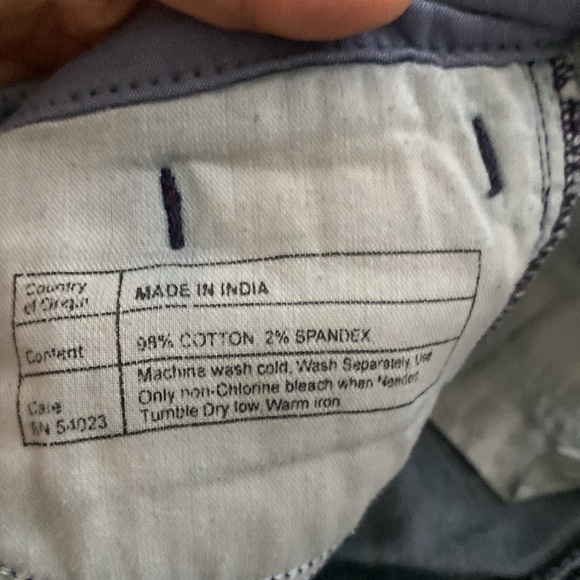 Country of Origin MADE IN INDIA
Content 98% COTTON 2% SPANDEX
Machine wash cold, Wash Separately, Use
Only non-Chlorine bleach when Needed
Tumble Dry low, Warm iron
Care
RN 54023